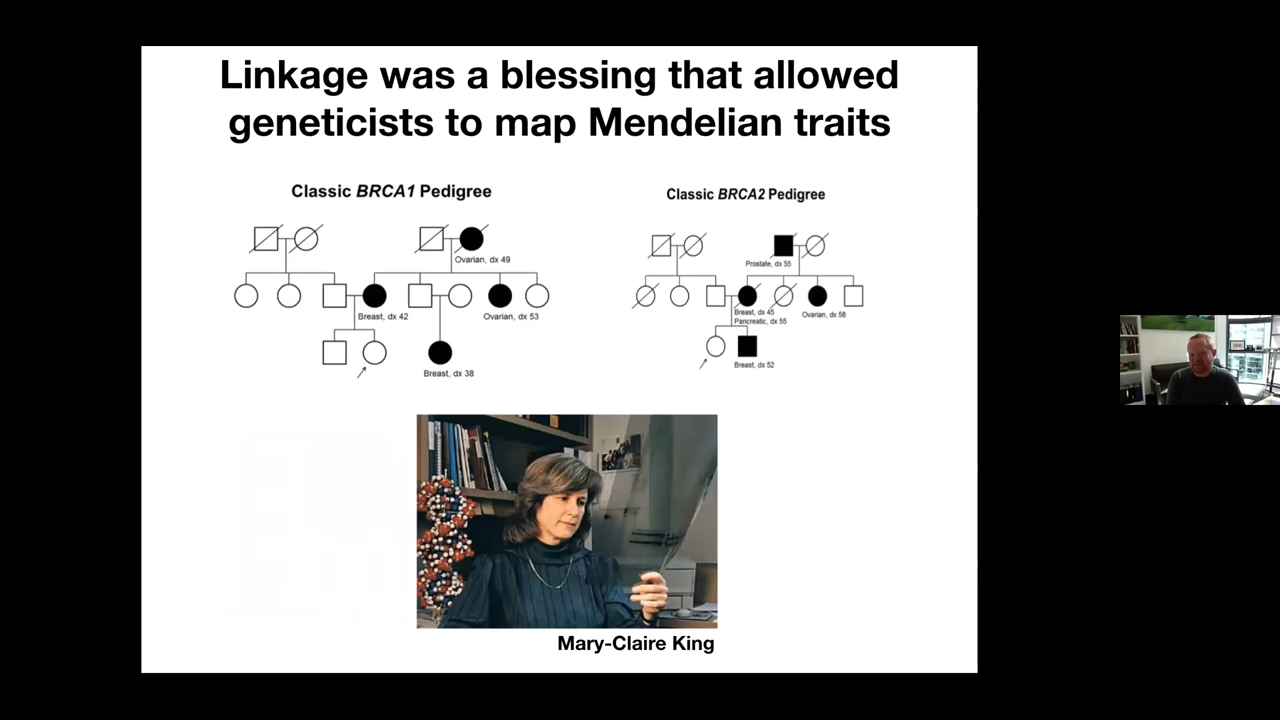 Linkage was a blessing that allowed
geneticists to map Mendelian traits
Classic BRCA1 Pedigree
Ovarian, dx 49
Breast, dx 42
Ovarian, dx 53
Breast, dx 38
Classic BRCA2 Pedigree
Prostate, dx 55
Breast, dx 45
Pancreatic, dx 55
Ovarian, dx 58
Breast, dx 52
Mary-Claire King